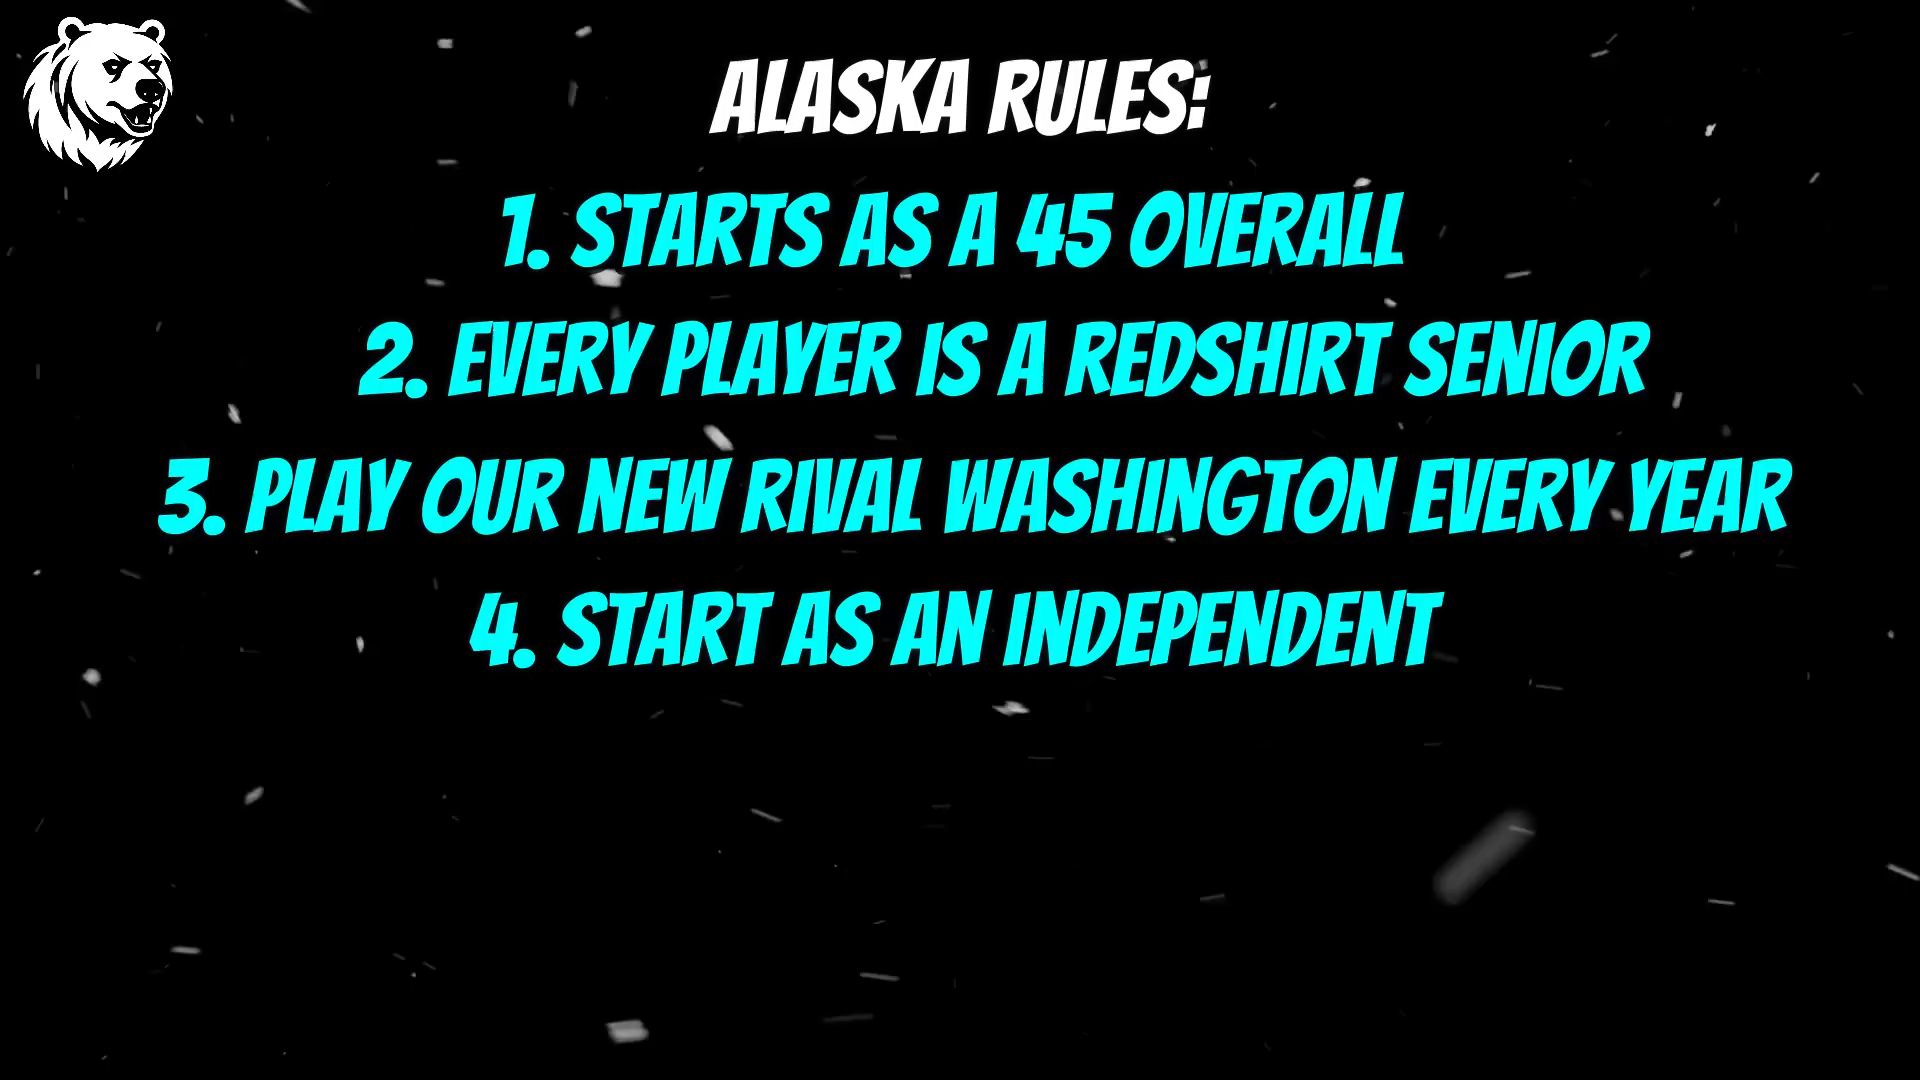 ALASKA RULES:
1. STARTS AS A 45 OVERALL
2. EVERY PLAYER IS A REDSHIRT SENIOR
3. PLAY OUR NEW RIVAL WASHINGTON EVERY YEAR
4. START AS AN INDEPENDENT